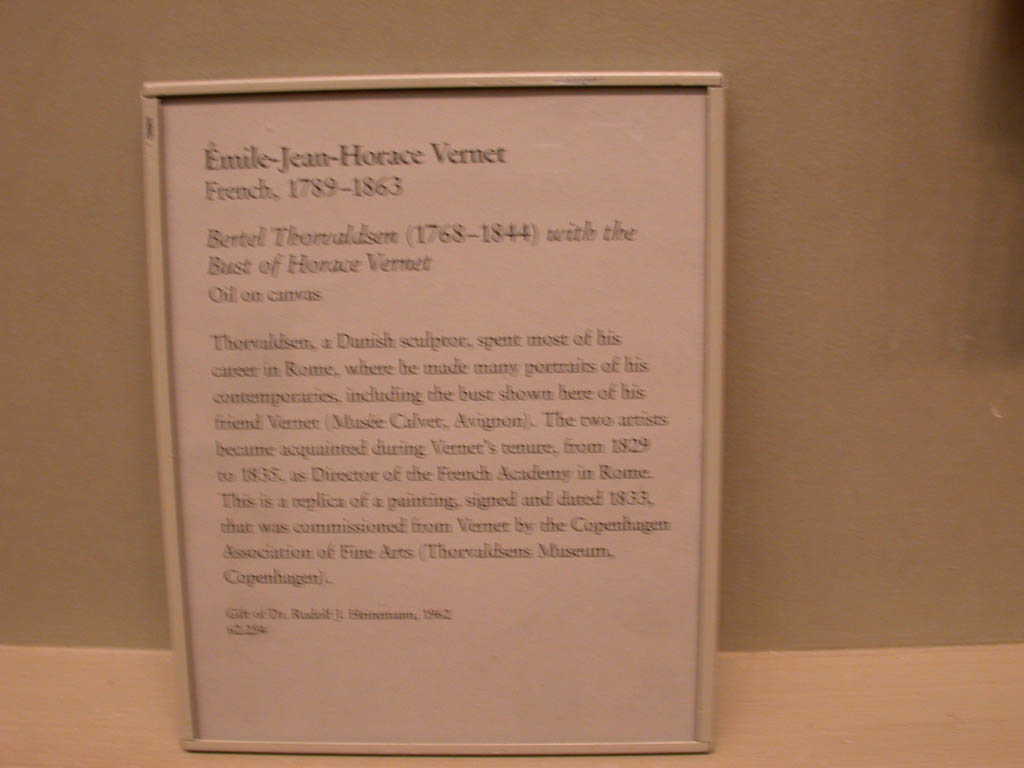 Émile-Jean-Horace Vernet
French, 1789–1863
Bertel Thorvaldsen (1768–1844) with the
Bust of Horace Vernet
Oil on canvas
Thorvaldsen, a Danish sculptor, spent most of his
career in Rome, where he made many portraits of his
contemporaries, including the bust shown here of his
friend Vernet (Musée Calvet, Avignon). The two artists
became acquainted during Vernet's tenure, from 1829
to 1835, as Director of the French Academy in Rome.
This is a replica of a painting, signed and dated 1833,
that was commissioned from Vernet by the Copenhagen
Association of Fine Arts (Thorvaldsens Museum,
Copenhagen).
Gift of Dr. Rudolf J. Heinemann, 1962
62.254